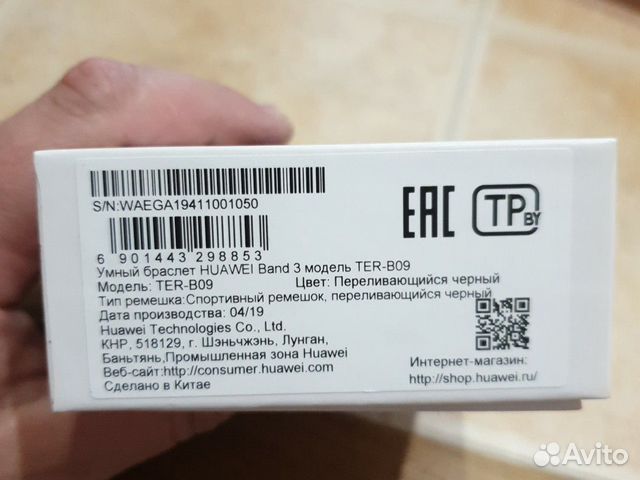 S/N:WAEGA19411001050
EAC
TP BY
6 901443 298853
Умный браслет HUAWEI Band 3 модель TER-B09
Модель: TER-B09 Цвет: Переливающийся черный
Тип ремешка:Спортивный ремешок, переливающийся черный
Дата производства: 04/19
Huawei Technologies Co., Ltd.
КНР, 518129, г. Шэньчжэнь, Лунган,
Баньтянь,Промышленная зона Huawei
Веб-сайт:http://consumer.huawei.com
Сделано в Китае
Интернет-магазин:
http://shop.huawei.ru/
Avito